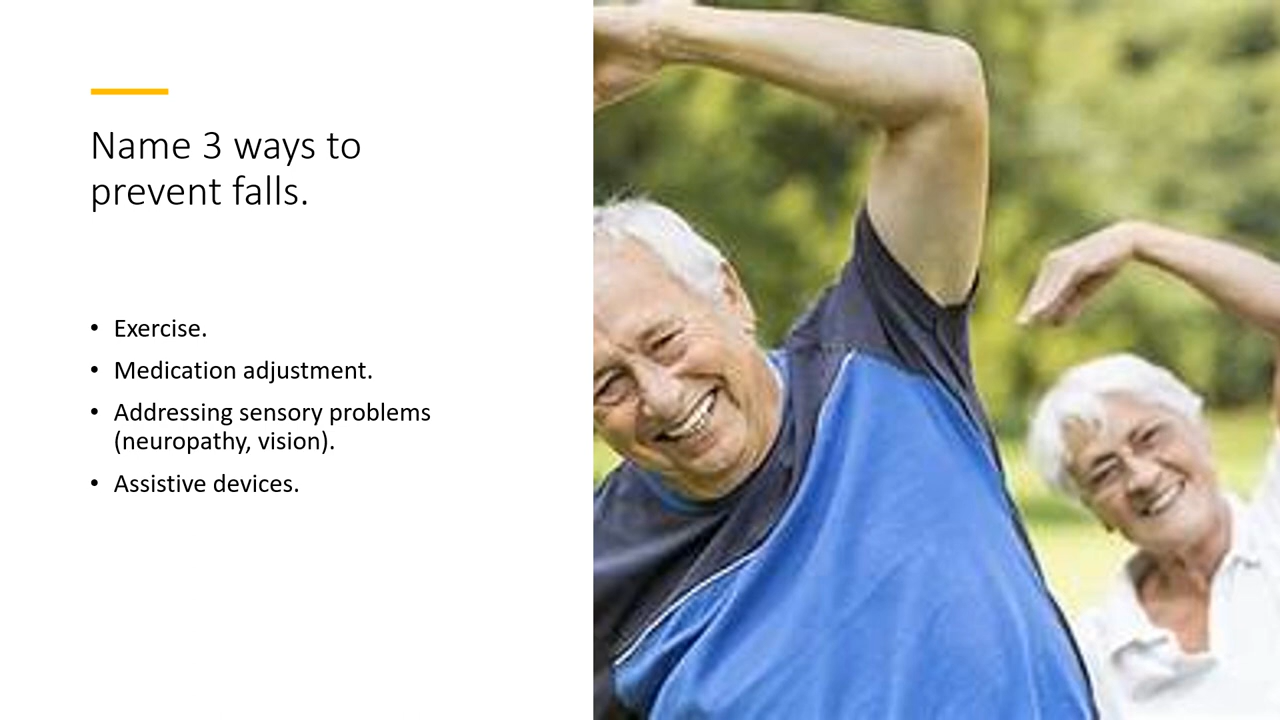 Name 3 ways to
prevent falls.
• Exercise.
• Medication adjustment.
• Addressing sensory problems
(neuropathy, vision).
• Assistive devices.